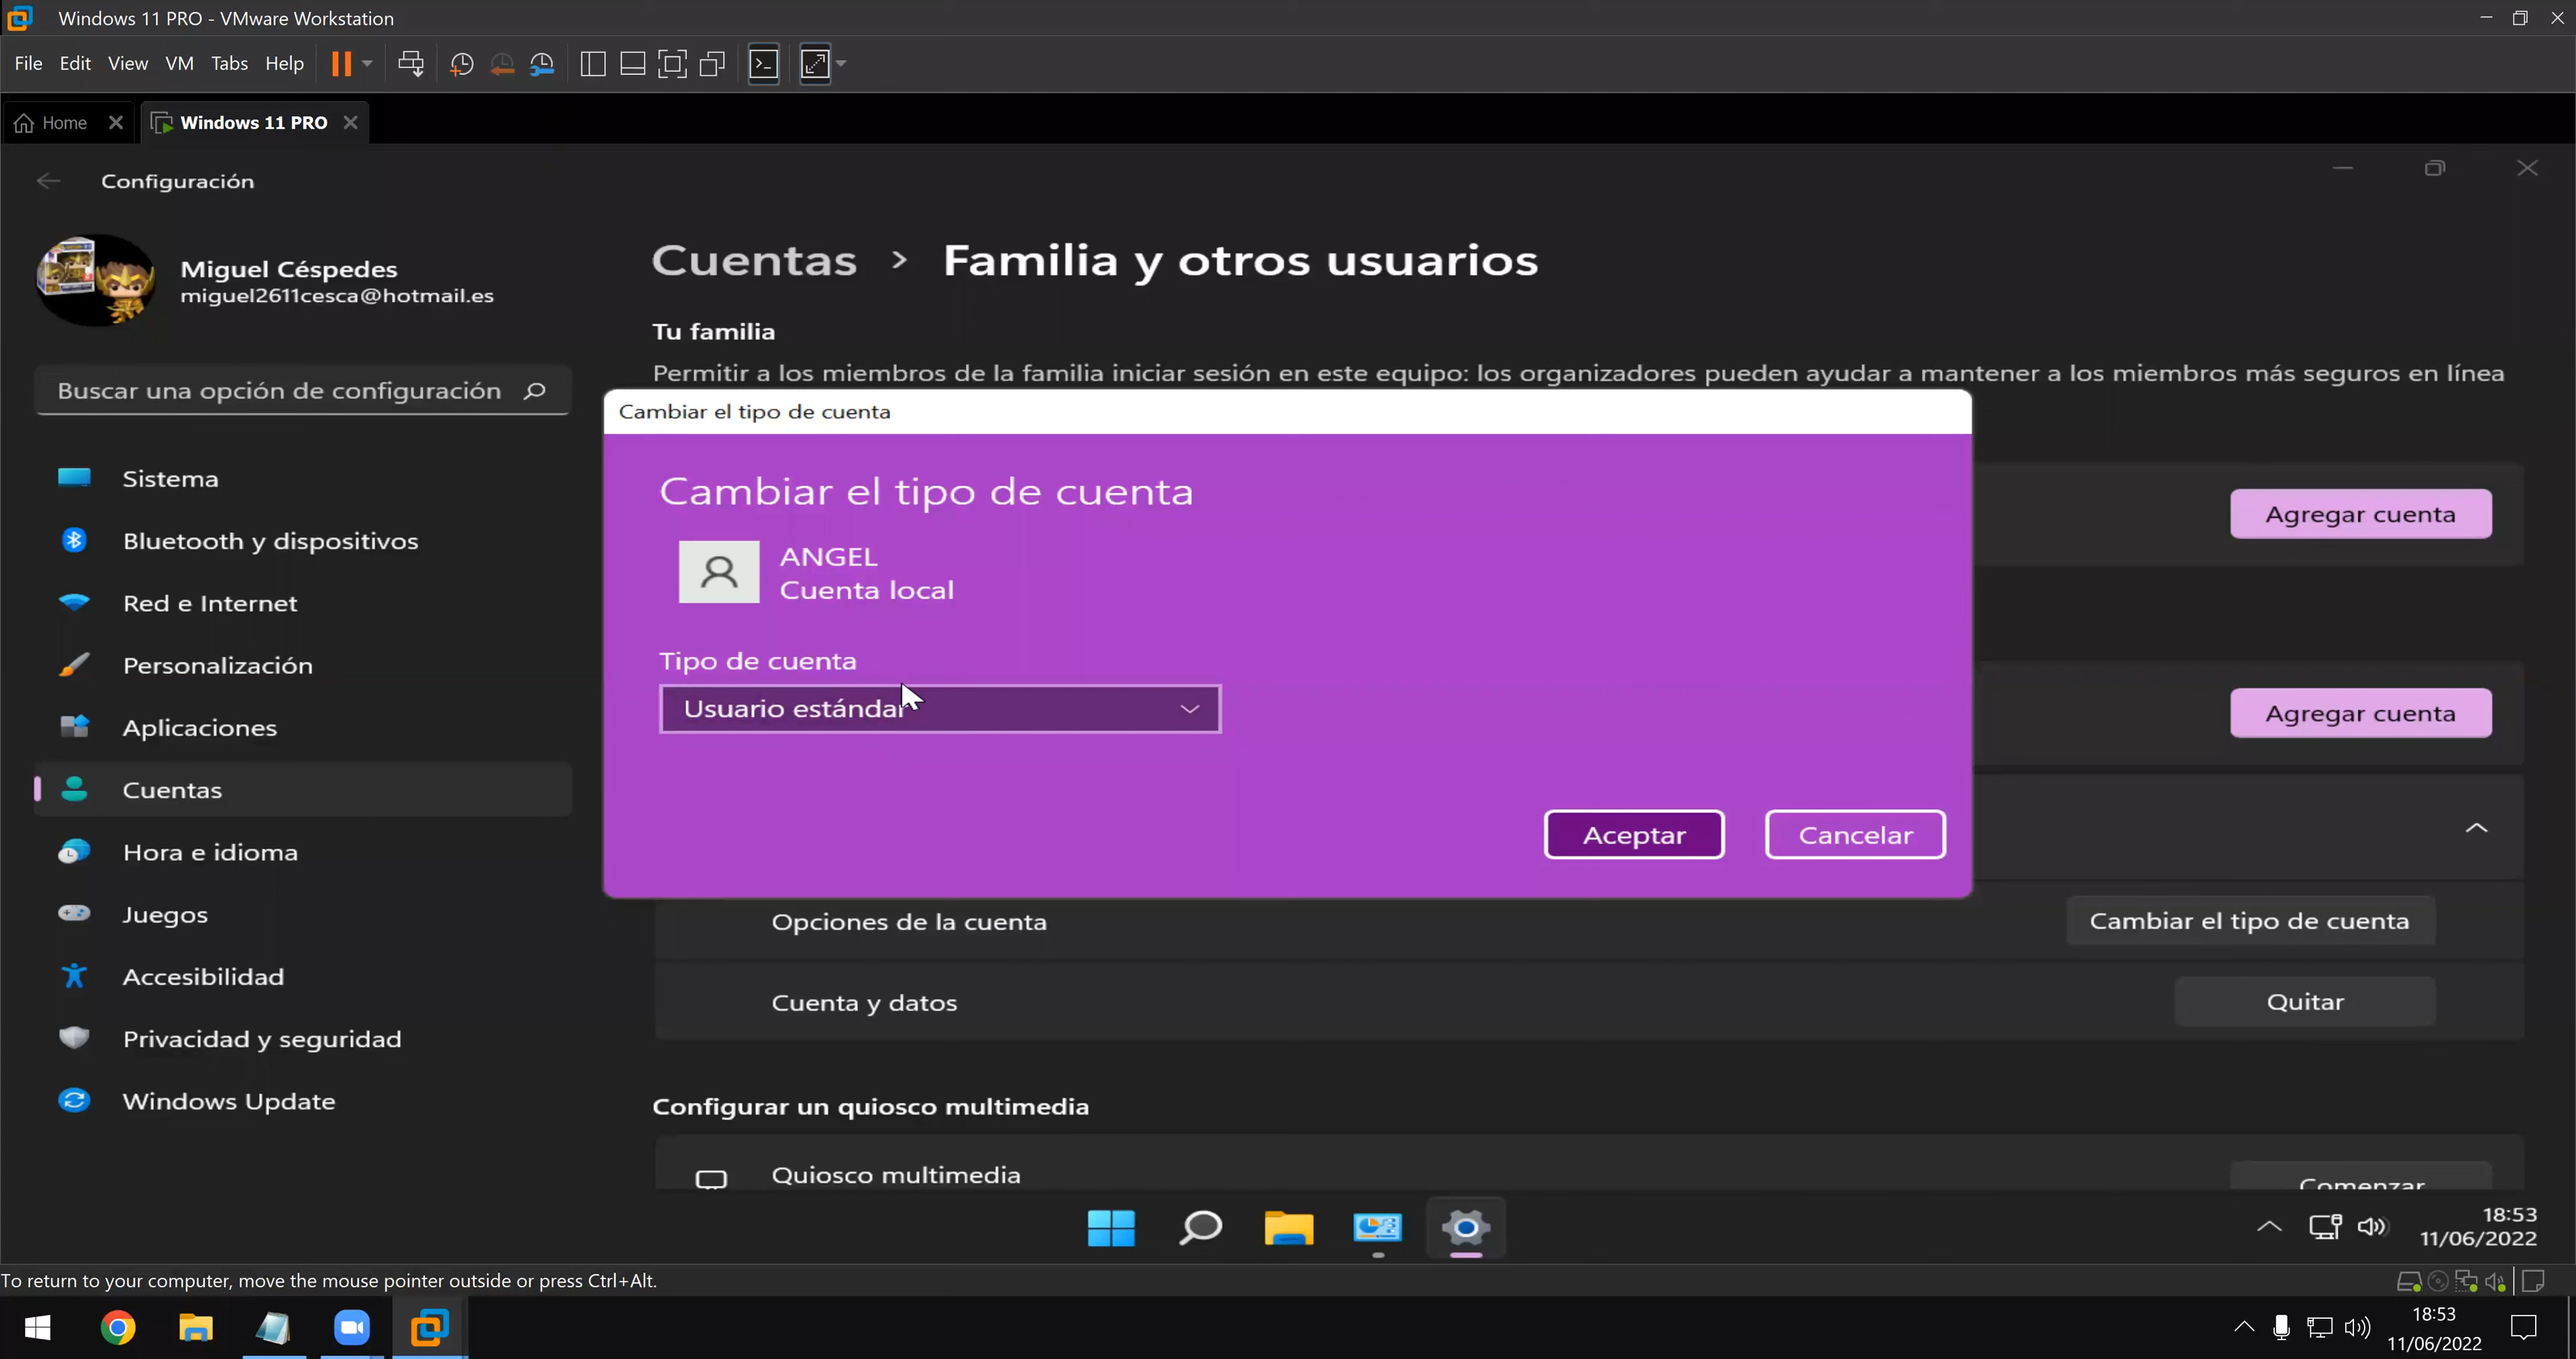 Windows 11 PRO - VMware Workstation
File Edit View VM Tabs Help
Home
Windows 11 PRO
Configuración
Miguel Céspedes
miguel2611cesca@hotmail.es
Buscar una opción de configuración
Sistema
Bluetooth y dispositivos
Red e Internet
Personalización
Aplicaciones
Cuentas
Hora e idioma
Juegos
Accesibilidad
Privacidad y seguridad
Windows Update
Cuentas > Familia y otros usuarios
Tu familia
Permitir a los miembros de la familia iniciar sesión en este equipo: los organizadores pueden ayudar a mantener a los miembros más seguros en línea
Agregar cuenta
Cambiar el tipo de cuenta
Cambiar el tipo de cuenta
ANGEL
Cuenta local
Tipo de cuenta
Usuario estándar
Aceptar
Cancelar
Agregar cuenta
Opciones de la cuenta
Cambiar el tipo de cuenta
Cuenta y datos
Quitar
Configurar un quiosco multimedia
Quiosco multimedia
Comenzar
18:53
11/06/2022
To return to your computer, move the mouse pointer outside or press Ctrl+Alt.
18:53
11/06/2022